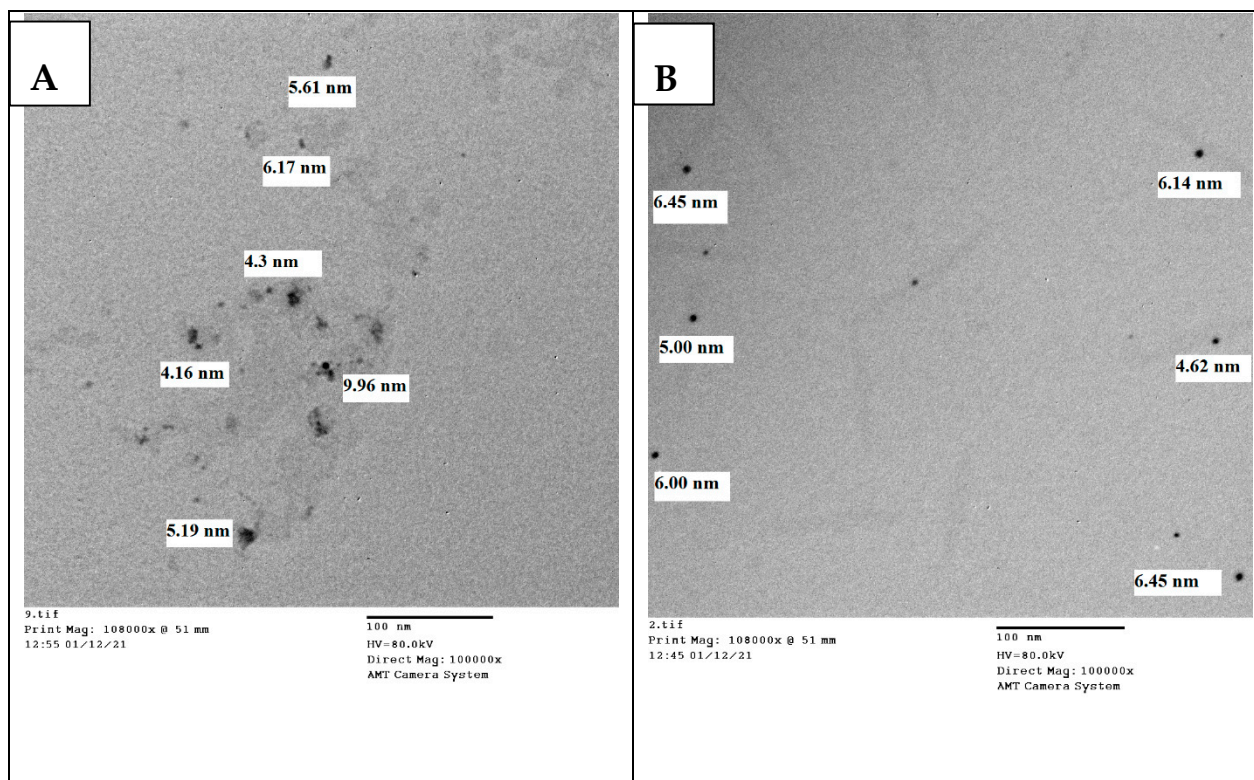 A
5.61 nm
6.17 nm
4.3 nm
4.16 nm
9.96 nm
5.19 nm
9.tif
Print Mag: 108000x @ 51 mm
12:55 01/12/21
100 nm
HV=80.0kV
Direct Mag: 100000x
AMT Camera System
B
6.45 nm
6.14 nm
5.00 nm
4.62 nm
6.00 nm
6.45 nm
2.tif
Print Mag: 108000x @ 51 mm
12:45 01/12/21
100 nm
HV=80.0kV
Direct Mag: 100000x
AMT Camera System